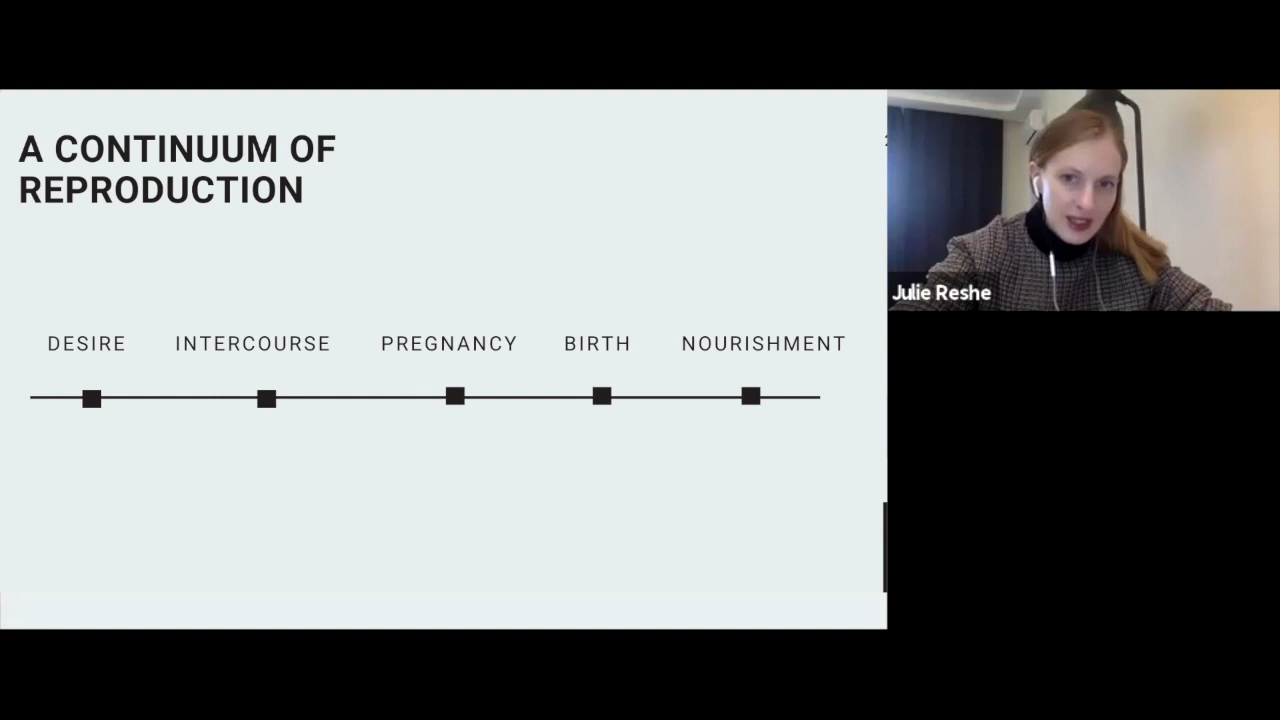 A CONTINUUM OF
REPRODUCTION
DESIRE INTERCOURSE PREGNANCY BIRTH NOURISHMENT
Julie Reshe